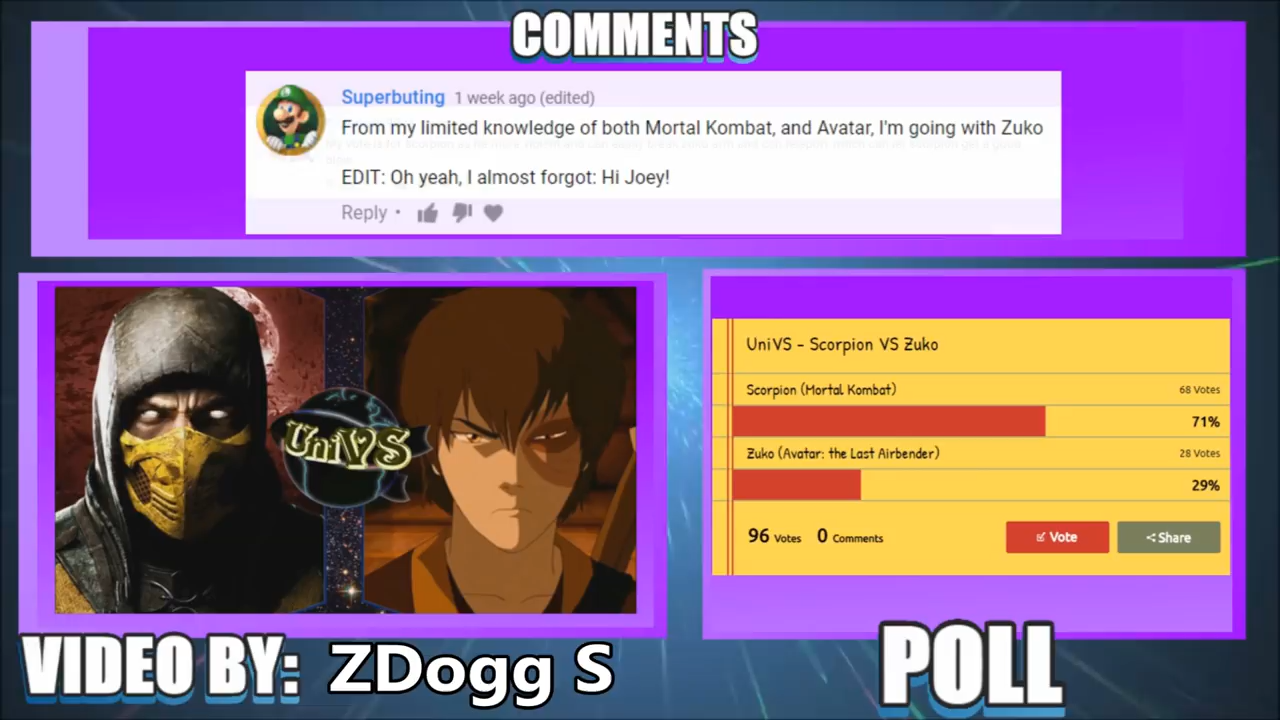 COMMENTS
Superbuting 1 week ago (edited)
From my limited knowledge of both Mortal Kombat, and Avatar, I'm going with Zuko
EDIT: Oh yeah, I almost forgot: Hi Joey!
Reply •
UniVS
UniVS - Scorpion VS Zuko
Scorpion (Mortal Kombat) 68 Votes
71%
Zuko (Avatar: the Last Airbender) 28 Votes
29%
96 Votes 0 Comments Vote Share
VIDEO BY: ZDogg S
POLL